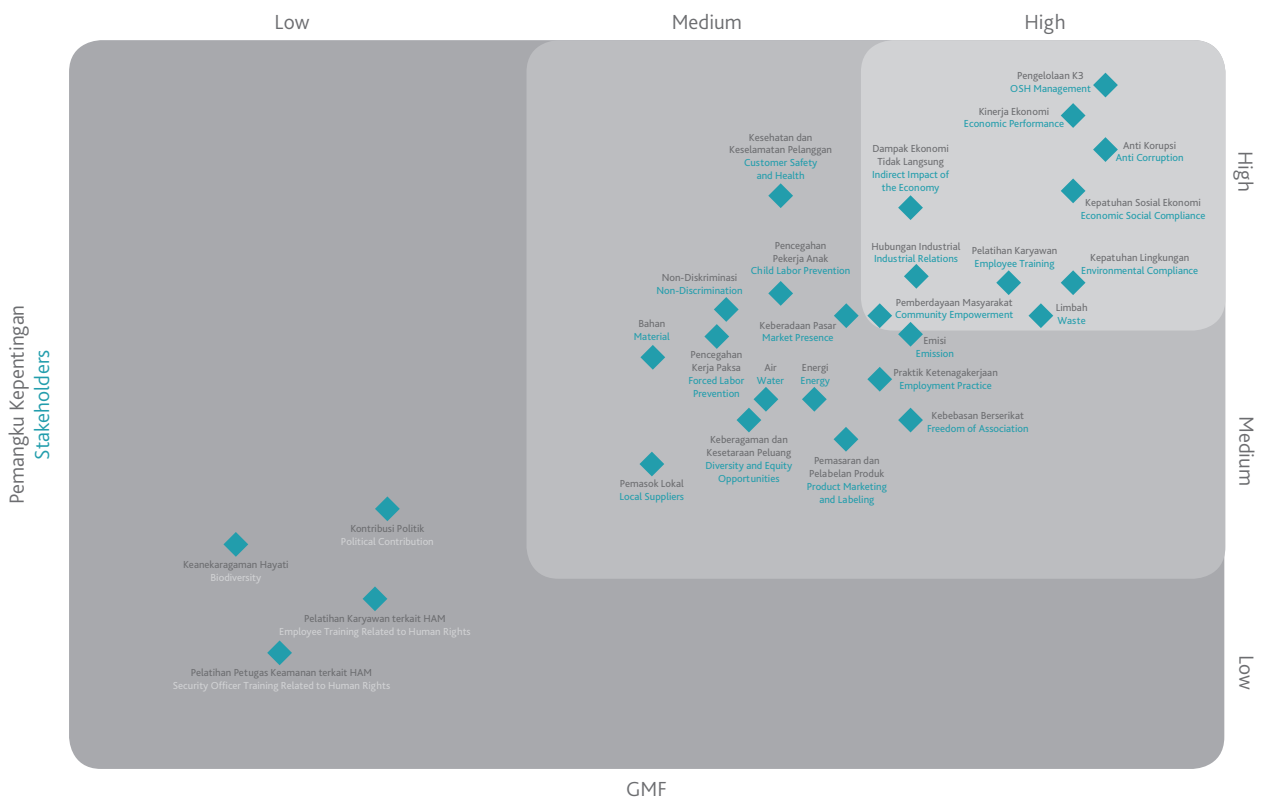 Low
Medium
High
Pengelolaan K3
OSH Management
Kinerja Ekonomi
Economic Performance
Anti Korupsi
Anti Corruption
Kesehatan dan
Keselamatan Pelanggan
Customer Safety
and Health
Dampak Ekonomi
Tidak Langsung
Indirect Impact of
the Economy
Kepatuhan Sosial Ekonomi
Economic Social Compliance
High
Hubungan Industrial
Industrial Relations
Pelatihan Karyawan
Employee Training
Kepatuhan Lingkungan
Environmental Compliance
Pencegahan
Pekerja Anak
Child Labor Prevention
Non-Diskriminasi
Non-Discrimination
Pemberdayaan Masyarakat
Community Empowerment
Limbah
Waste
Bahan
Material
Keberadaan Pasar
Market Presence
Emisi
Emission
Pencegahan
Kerja Paksa
Forced Labor
Prevention
Air
Water
Energi
Energy
Praktik Ketenagakerjaan
Employment Practice
Kebebasan Berserikat
Freedom of Association
Keberagaman dan
Kesetaraan Peluang
Diversity and Equity
Opportunities
Pemasaran dan
Pelabelan Produk
Product Marketing
and Labeling
Pemasok Lokal
Local Suppliers
Medium
Pemangku Kepentingan
Stakeholders
Kontribusi Politik
Political Contribution
Keanekaragaman Hayati
Biodiversity
Pelatihan Karyawan terkait HAM
Employee Training Related to Human Rights
Pelatihan Petugas Keamanan terkait HAM
Security Officer Training Related to Human Rights
Low
GMF